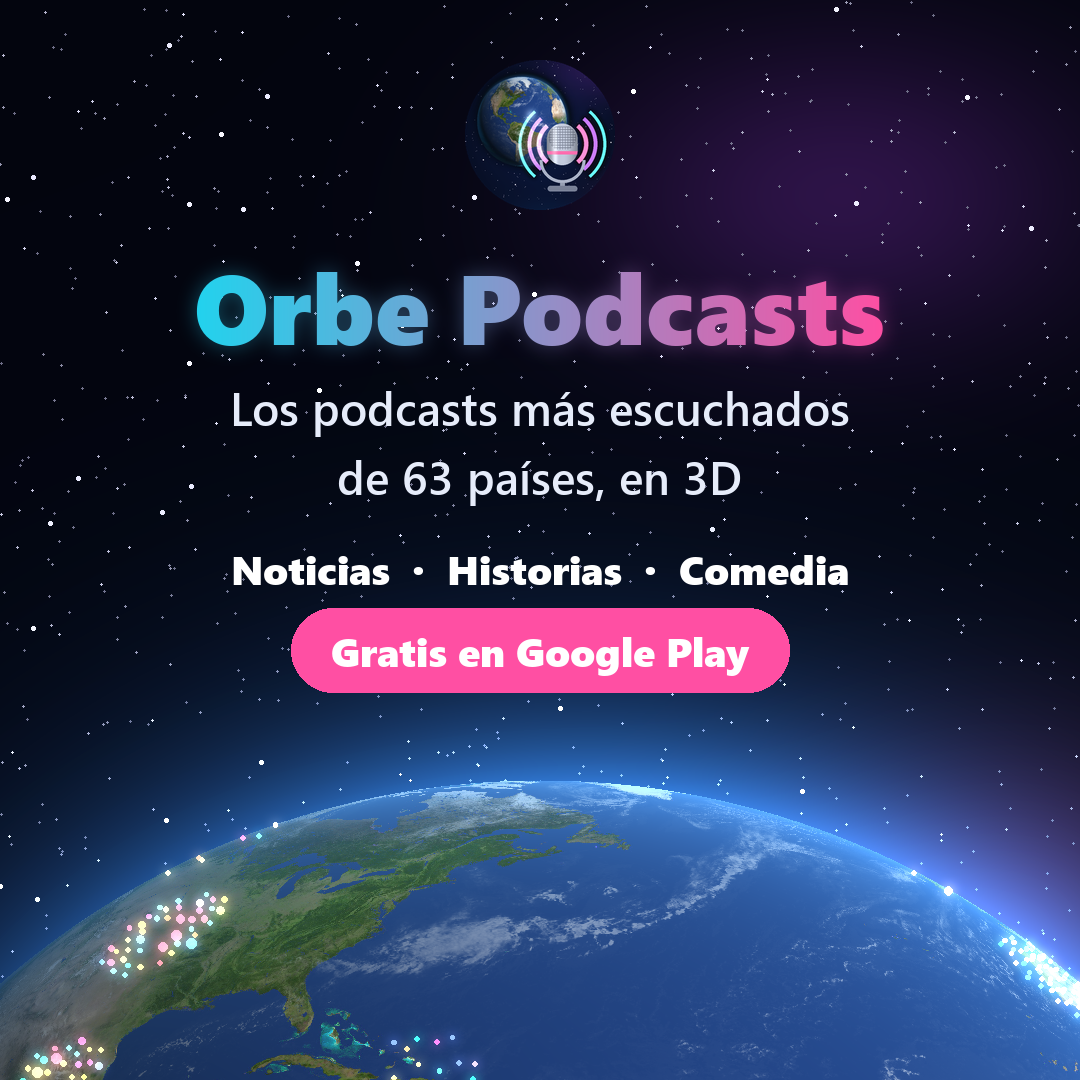 Orbe Podcasts
Los podcasts más escuchados
de 63 países, en 3D
Noticias · Historias · Comedia
Gratis en Google Play